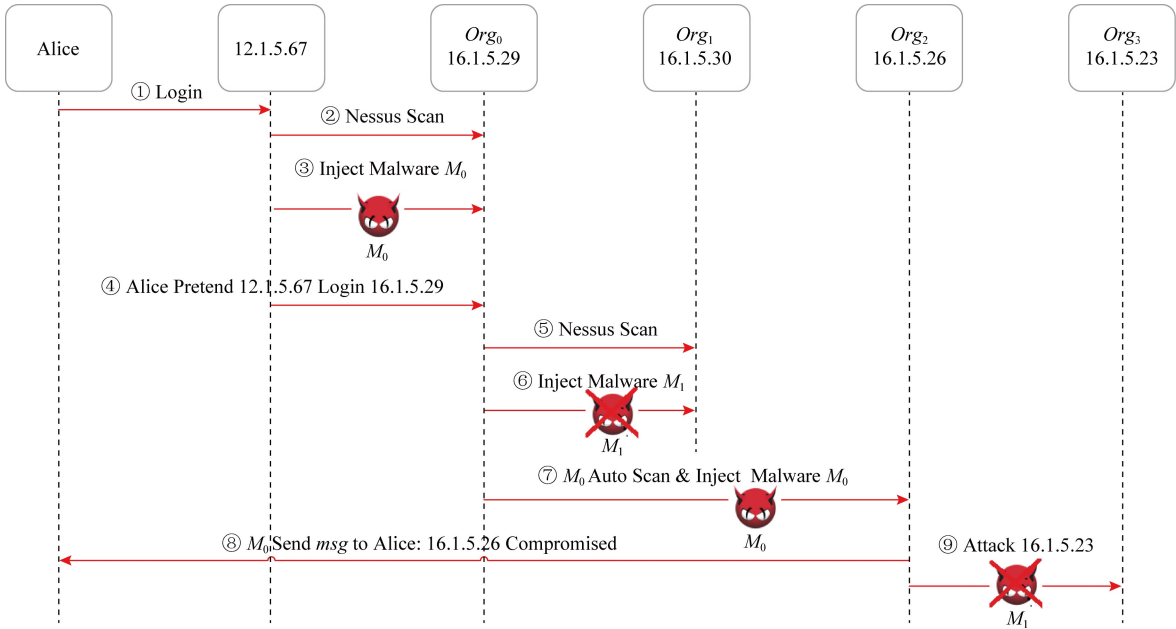 Alice
12.1.5.67
Org₀
16.1.5.29
Org₁
16.1.5.30
Org₂
16.1.5.26
Org₃
16.1.5.23
① Login
② Nessus Scan
③ Inject Malware M₀
M₀
④ Alice Pretend 12.1.5.67 Login 16.1.5.29
⑤ Nessus Scan
⑥ Inject Malware M₁
M₁
⑦ M₀ Auto Scan & Inject Malware M₀
M₀
⑧ M₀ Send msg to Alice: 16.1.5.26 Compromised
⑨ Attack 16.1.5.23
M₁